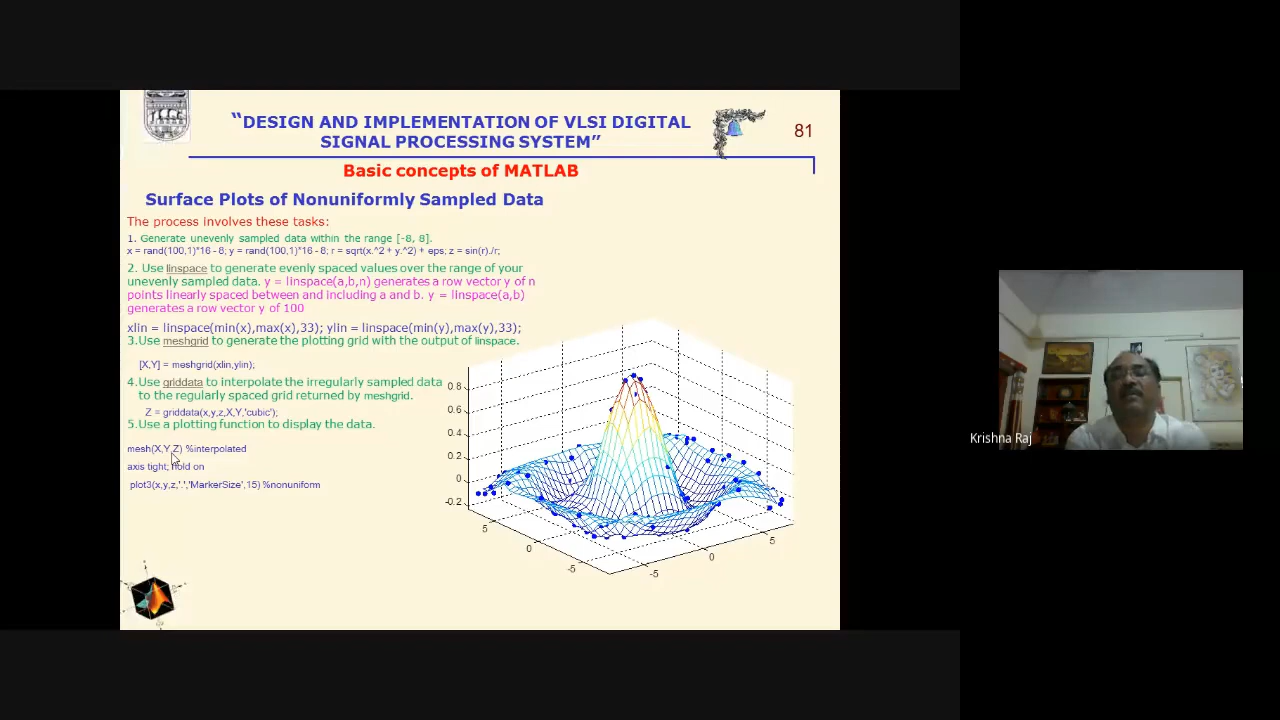 “DESIGN AND IMPLEMENTATION OF VLSI DIGITAL
SIGNAL PROCESSING SYSTEM”
81
Basic concepts of MATLAB
Surface Plots of Nonuniformly Sampled Data
The process involves these tasks:
1. Generate unevenly sampled data within the range [-8, 8].
x = rand(100,1)*16 - 8; y = rand(100,1)*16 - 8; r = sqrt(x.^2 + y.^2) + eps; z = sin(r)./r;
2. Use linspace to generate evenly spaced values over the range of your
unevenly sampled data. y = linspace(a,b,n) generates a row vector y of n
points linearly spaced between and including a and b. y = linspace(a,b)
generates a row vector y of 100
xlin = linspace(min(x),max(x),33); ylin = linspace(min(y),max(y),33);
3.Use meshgrid to generate the plotting grid with the output of linspace.
[X,Y] = meshgrid(xlin,ylin);
4.Use griddata to interpolate the irregularly sampled data
to the regularly spaced grid returned by meshgrid.
Z = griddata(x,y,z,X,Y,'cubic');
5.Use a plotting function to display the data.
mesh(X,Y,Z) %interpolated
axis tight; hold on
plot3(x,y,z,'.','MarkerSize',15) %nonuniform
0.8
0.6
0.4
0.2
0
-0.2
5
0
-5
-5
0
5
Krishna Raj